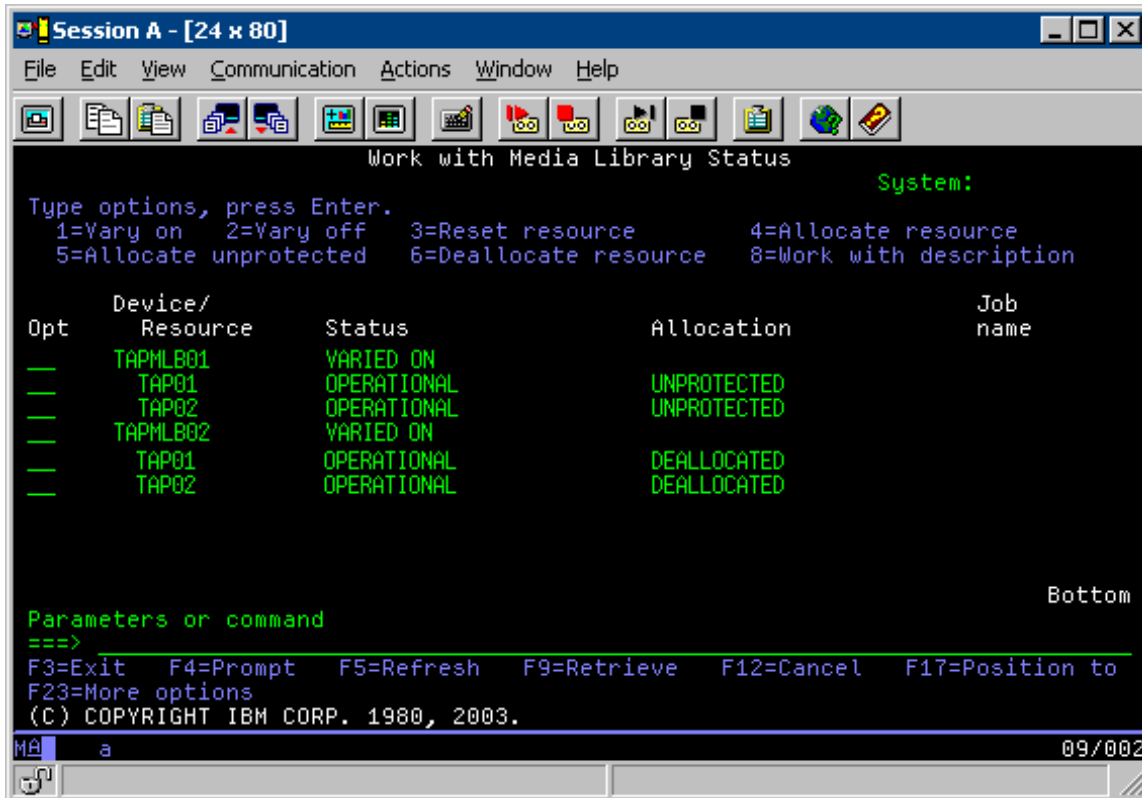 Session A - [24 x 80]
File Edit View Communication Actions Window Help
Work with Media Library Status
System:
Type options, press Enter.
1=Vary on 2=Vary off 3=Reset resource 4=Allocate resource
5=Allocate unprotected 6=Deallocate resource 8=Work with description
Device/ Job
Opt Resource Status Allocation name
TAPMLB01 VARIED ON
TAP01 OPERATIONAL UNPROTECTED
TAP02 OPERATIONAL UNPROTECTED
TAPMLB02 VARIED ON
TAP01 OPERATIONAL DEALLOCATED
TAP02 OPERATIONAL DEALLOCATED
Bottom
Parameters or command
===>
F3=Exit F4=Prompt F5=Refresh F9=Retrieve F12=Cancel F17=Position to
F23=More options
(C) COPYRIGHT IBM CORP. 1980, 2003.
MA a 09/002